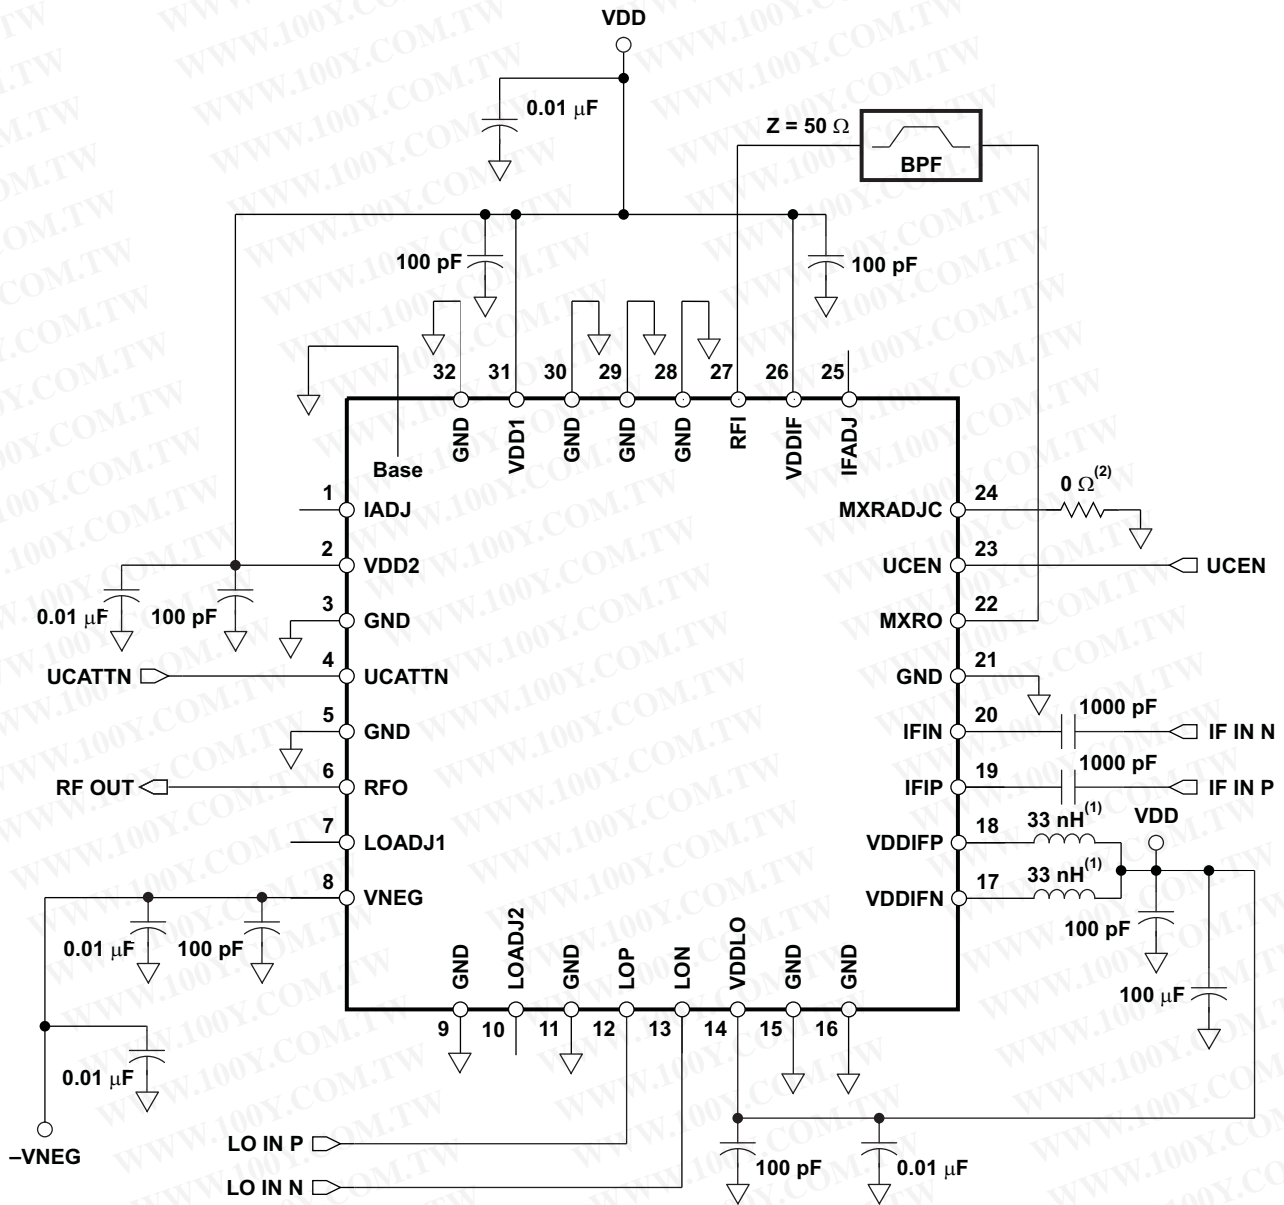 VDD
0.01 µF
Z = 50 Ω
BPF
100 pF
100 pF
32 31 30 29 28 27 26 25
GND VDD1 GND GND GND RFI VDDIF IFADJ
Base
1 IADJ
2 VDD2
0.01 µF 100 pF
3 GND
UCATTN 4 UCATTN
5 GND
RF OUT 6 RFO
7 LOADJ1
8 VNEG
0.01 µF 100 pF
0.01 µF
–VNEG
MXRADJC 24 0 Ω(2)
UCEN 23 UCEN
MXRO 22
GND 21
IFIN 20 1000 pF IF IN N
IFIP 19 1000 pF IF IN P
VDDIFP 18 33 nH(1) VDD
VDDIFN 17 33 nH(1)
100 pF
100 µF
GND LOADJ2 GND LOP LON VDDLO GND GND
9 10 11 12 13 14 15 16
LO IN P
LO IN N
100 pF 0.01 µF
WWW.100Y.COM.TW